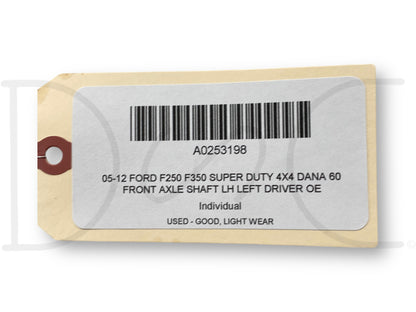 A0253198
05-12 FORD F250 F350 SUPER DUTY 4X4 DANA 60
FRONT AXLE SHAFT LH LEFT DRIVER OE
Individual
USED - GOOD, LIGHT WEAR